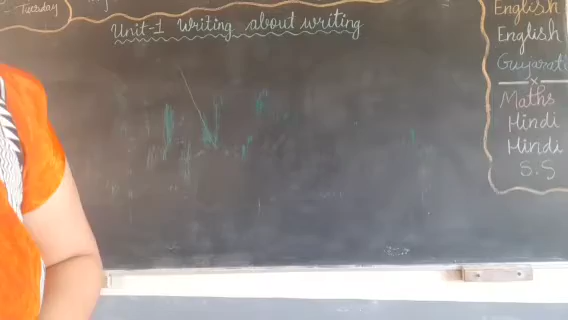 Tuesday
Unit-1 Writing about writing
English
English
Gujarati
Maths
Hindi
Hindi
S.S